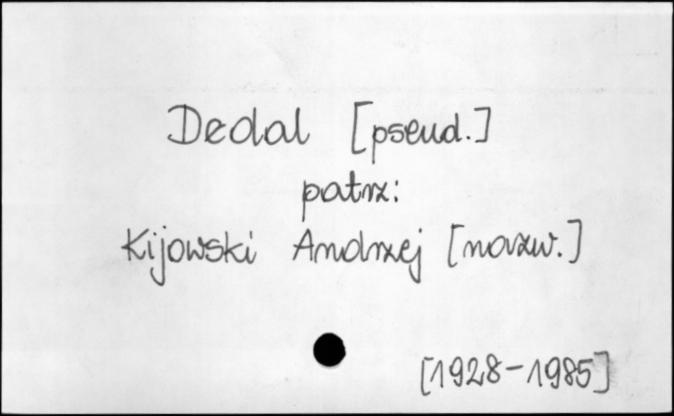 Dedal [pseud.]
patrz:
Kijowski Andrzej [nazw.]
[1928-1985]